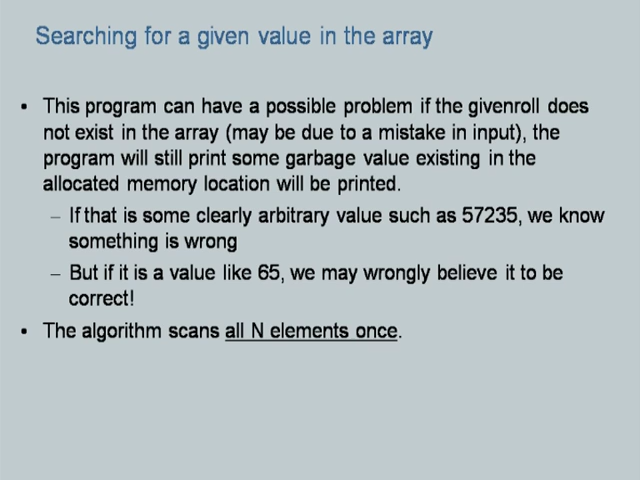 Searching for a given value in the array
• This program can have a possible problem if the givenroll does
not exist in the array (may be due to a mistake in input), the
program will still print some garbage value existing in the
allocated memory location will be printed.
– If that is some clearly arbitrary value such as 57235, we know
something is wrong
– But if it is a value like 65, we may wrongly believe it to be
correct!
• The algorithm scans all N elements once.